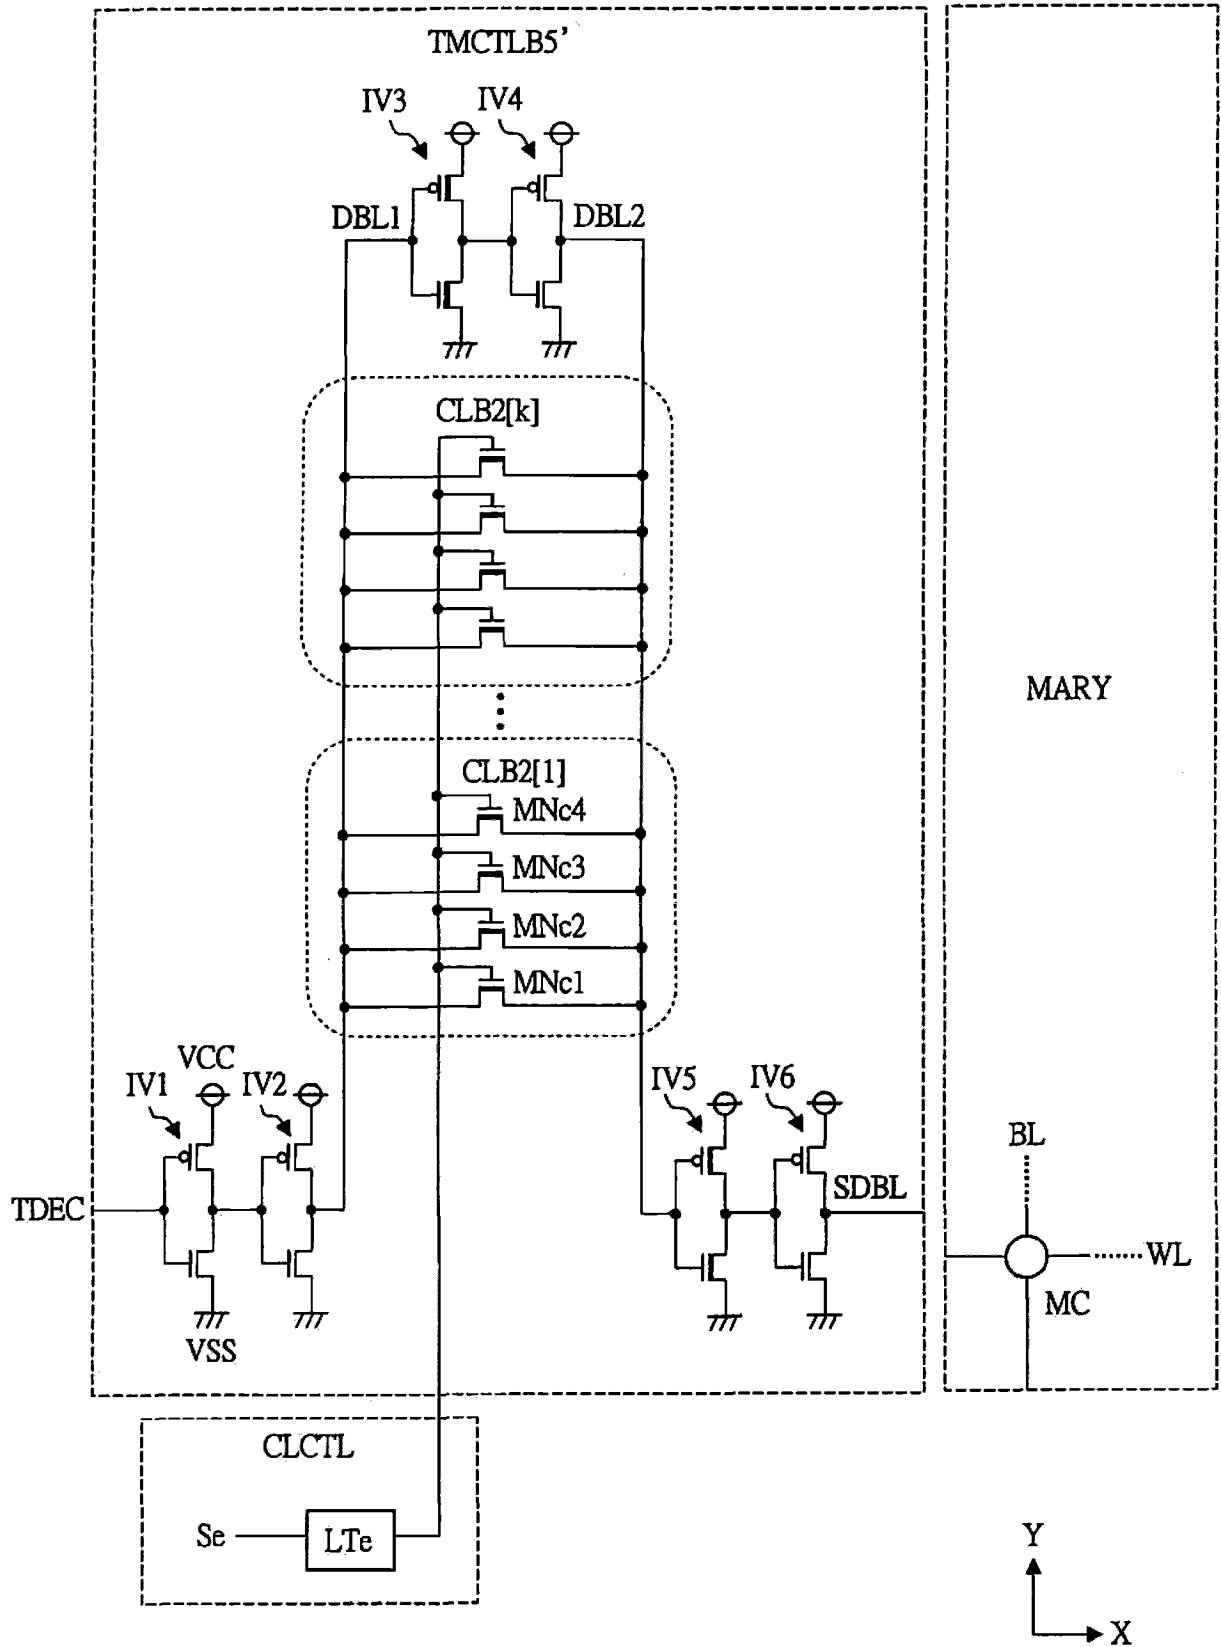 TMCTLB5’
IV3
IV4
DBL1
DBL2
CLB2[k]
MARY
CLB2[1]
MNc4
MNc3
MNc2
MNc1
VCC
IV1
IV2
IV5
IV6
BL
TDEC
SDBL
WL
MC
VSS
CLCTL
Se
LTe
Y
X